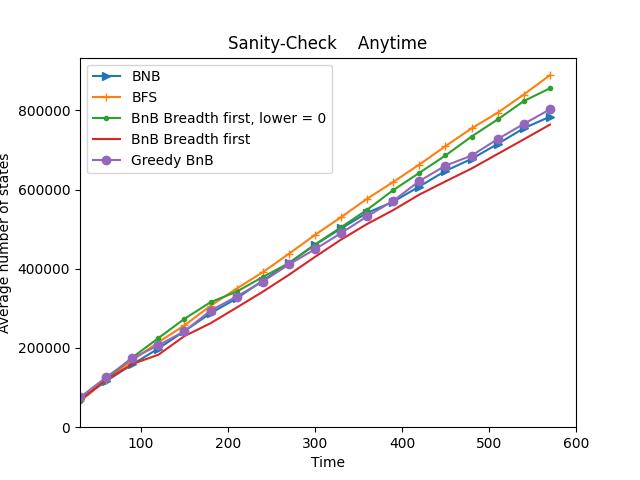 Sanity-Check    Anytime
BNB
BFS
BnB Breadth first, lower = 0
BnB Breadth first
Greedy BnB
Average number of states
800000
600000
400000
200000
0
100
200
300
400
500
600
Time